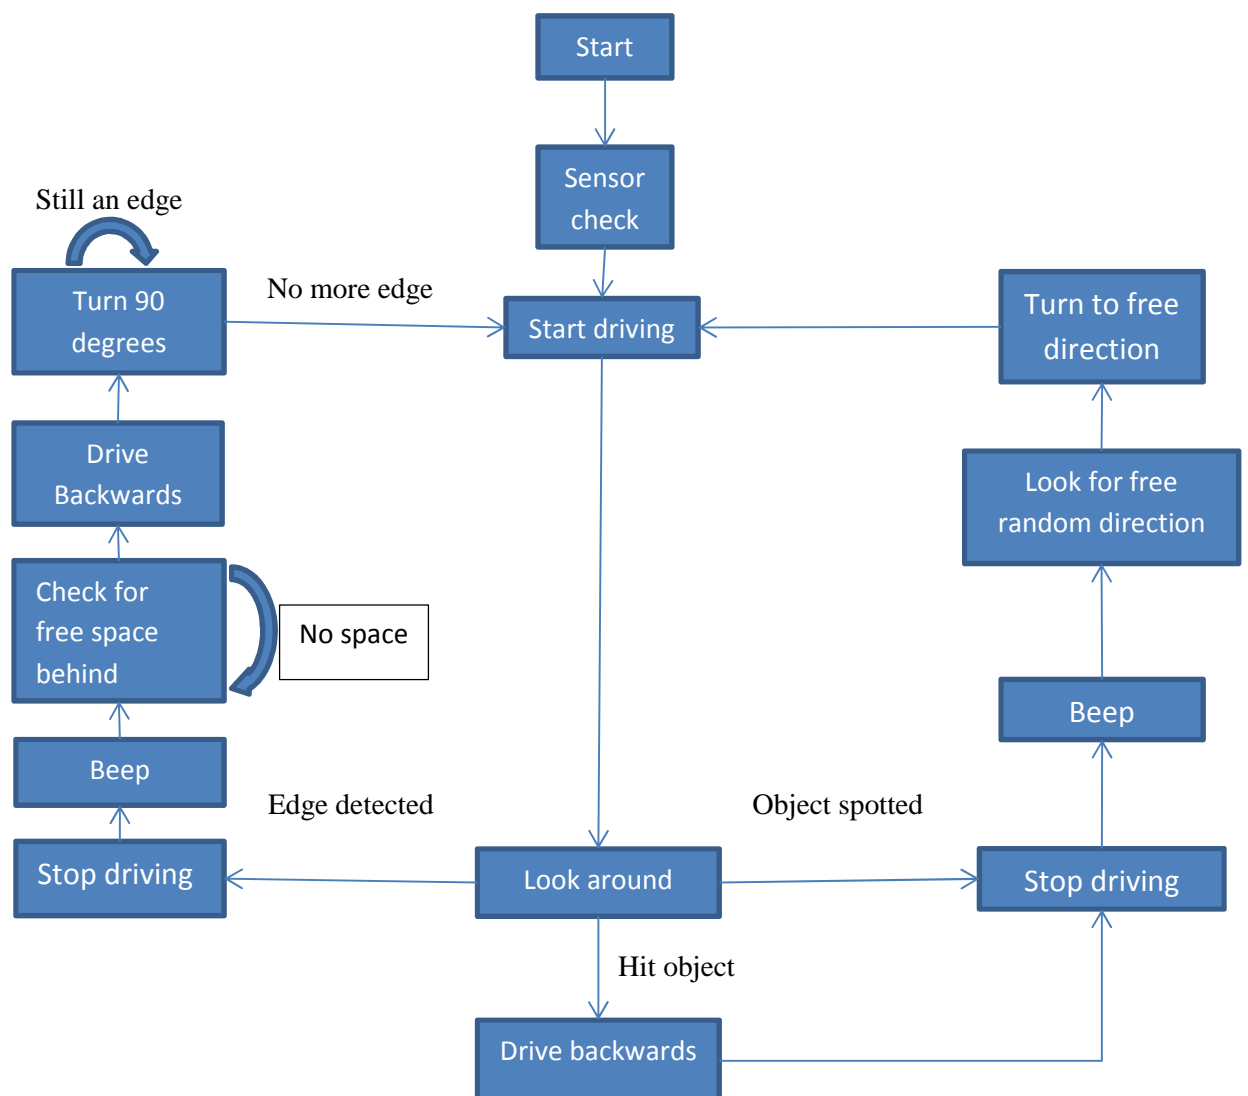 Start
Sensor
check
Still an edge
Turn 90
degrees
No more edge
Start driving
Turn to free
direction
Drive
Backwards
Look for free
random direction
Check for
free space
behind
No space
Beep
Beep
Edge detected
Object spotted
Stop driving
Look around
Stop driving
Hit object
Drive backwards